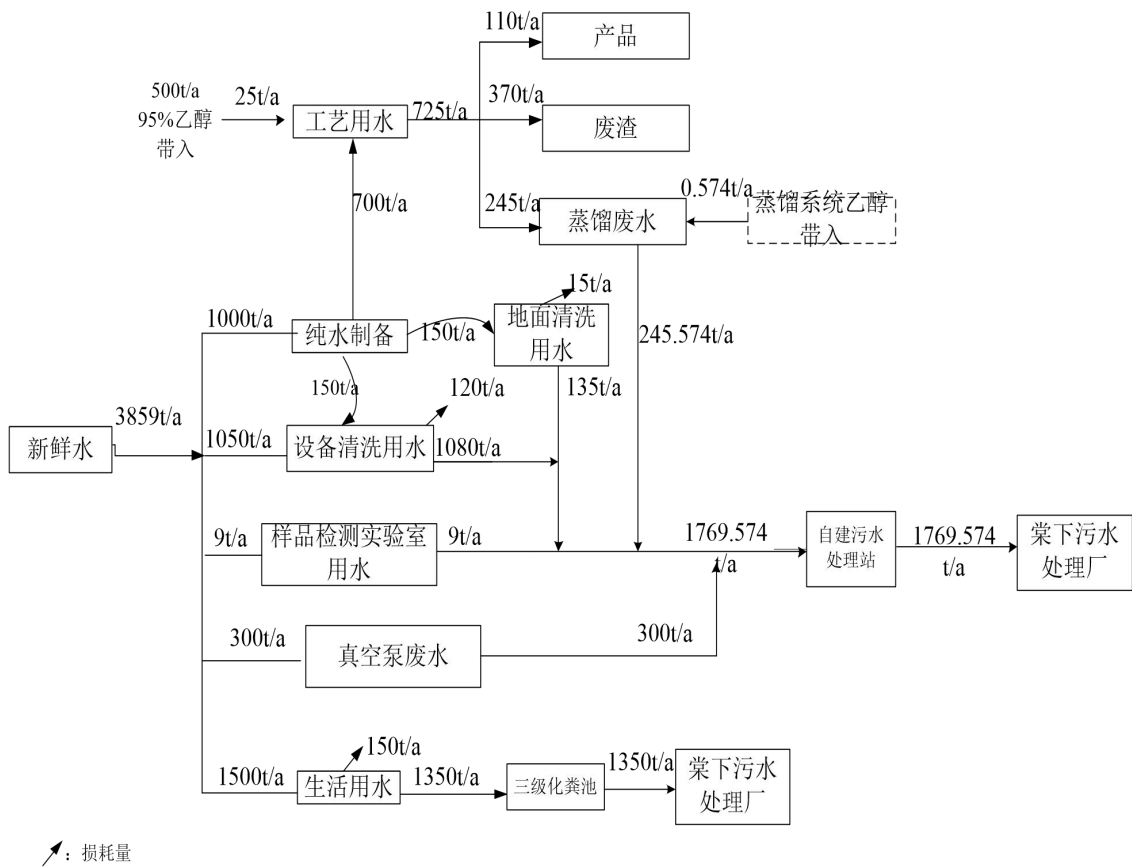 110t/a
产品
500t/a
95%乙醇
带入
25t/a
工艺用水
725t/a
370t/a
废渣
700t/a
245t/a
蒸馏废水
0.574t/a
蒸馏系统乙醇
带入
15t/a
1000t/a
纯水制备
150t/a
地面清洗
用水
245.574t/a
150t/a
120t/a
135t/a
3859t/a
新鲜水
1050t/a
设备清洗用水
1080t/a
9t/a
样品检测实验室
用水
9t/a
1769.574
t/a
自建污水
处理站
1769.574
t/a
棠下污水
处理厂
300t/a
真空泵废水
300t/a
150t/a
1500t/a
生活用水
1350t/a
三级化粪池
1350t/a
棠下污水
处理厂
：损耗量